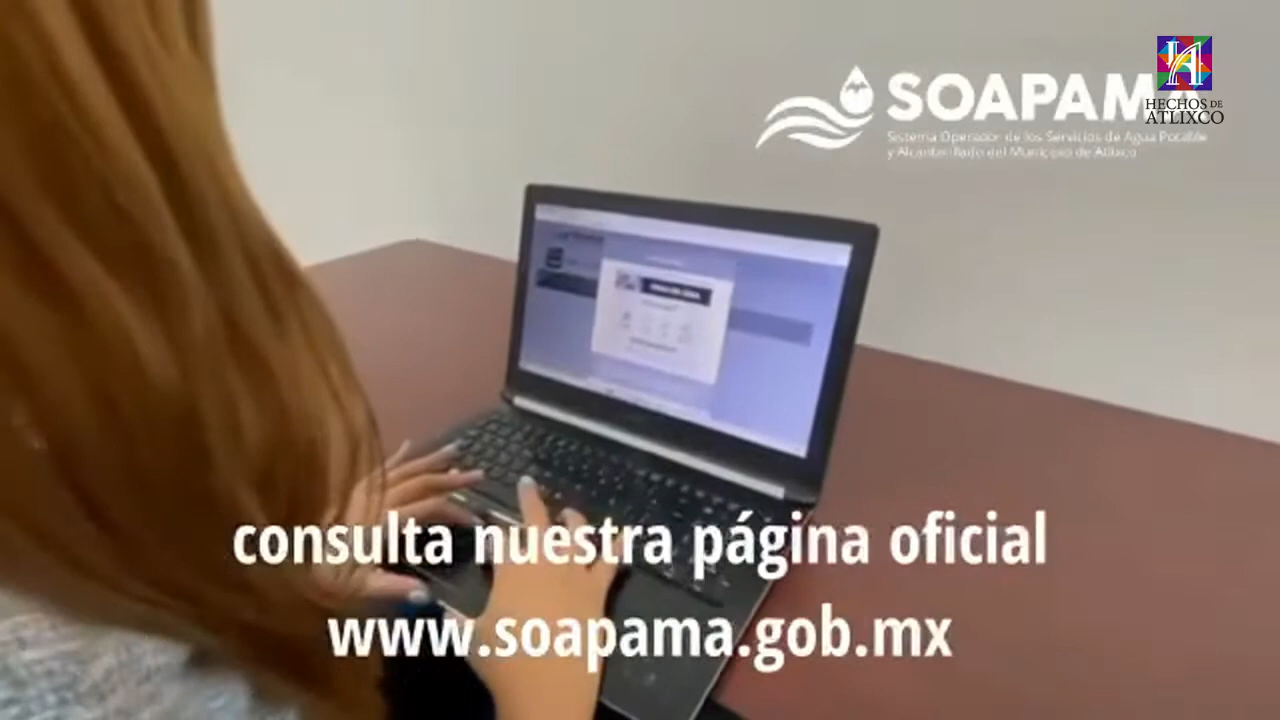 SOAPAMA
HECHOS DE
ATLIXCO
Sistema Operador de los Servicios de Agua Potable
y Alcantarillado del Municipio de Atlixco
consulta nuestra página oficial
www.soapama.gob.mx